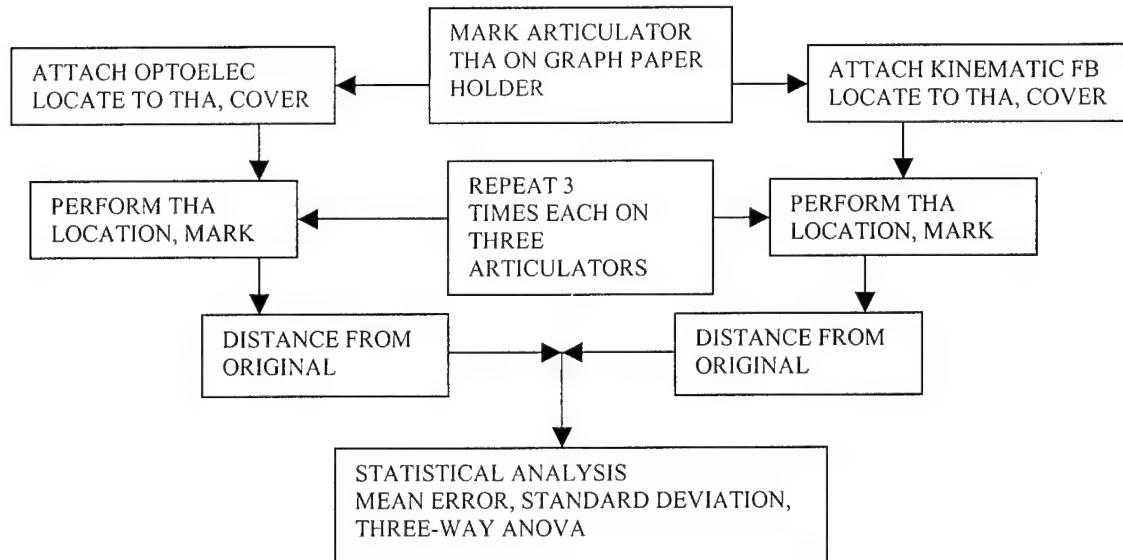 MARK ARTICULATOR
THA ON GRAPH PAPER
HOLDER
ATTACH OPTOELEC
LOCATE TO THA, COVER
ATTACH KINEMATIC FB
LOCATE TO THA, COVER
PERFORM THA
LOCATION, MARK
REPEAT 3
TIMES EACH ON
THREE
ARTICULATORS
PERFORM THA
LOCATION, MARK
DISTANCE FROM
ORIGINAL
DISTANCE FROM
ORIGINAL
STATISTICAL ANALYSIS
MEAN ERROR, STANDARD DEVIATION,
THREE-WAY ANOVA